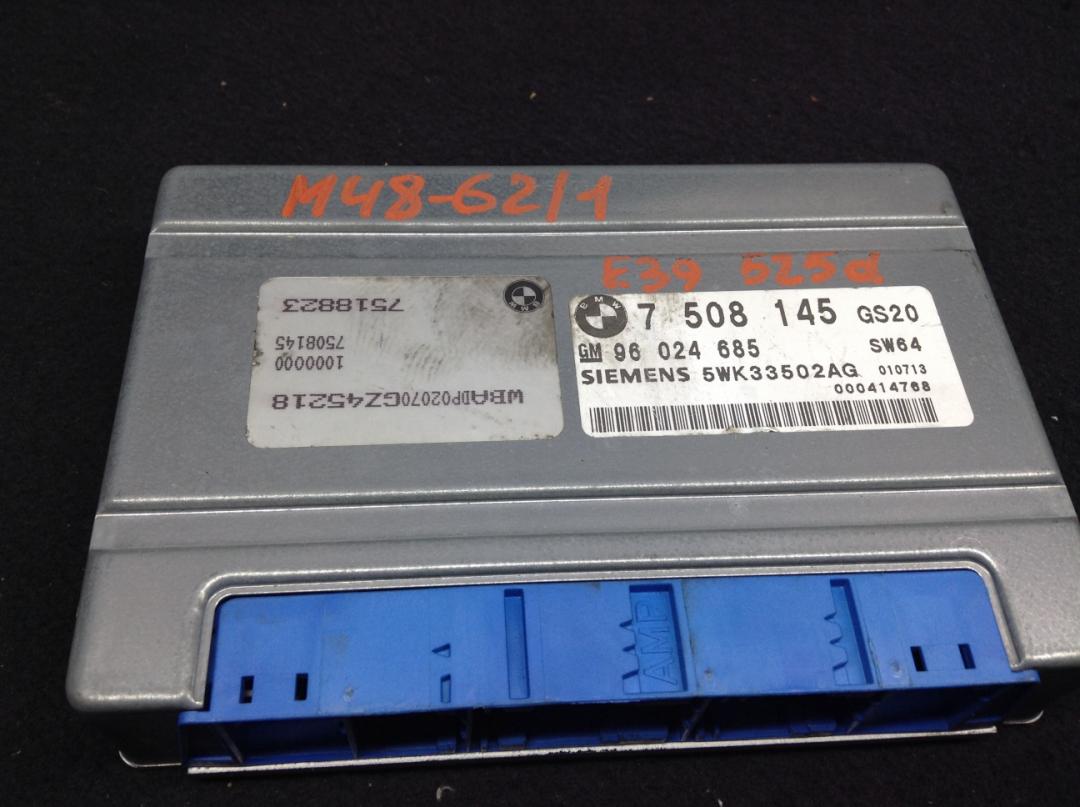 M48-62/1
E39 525d
BMW 7 508 145 GS20
GM 96 024 685 SW64
SIEMENS 5WK33502AG 010713
000414768
BMW
7518823
7508145
1000000
WBADP02070GZ45218
AMP